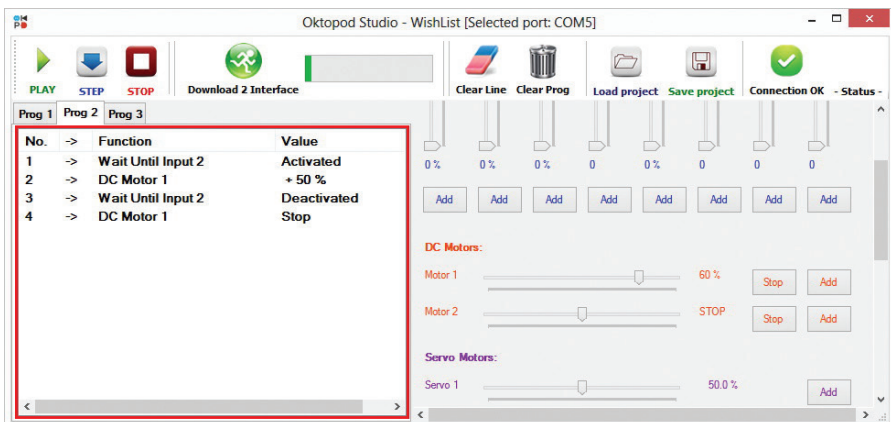 Oktopod Studio - WishList [Selected port: COM5]
PLAY STEP STOP Download 2 Interface Clear Line Clear Prog Load project Save project Connection OK - Status -
Prog 1 Prog 2 Prog 3
No. -> Function Value
1 -> Wait Until Input 2 Activated
2 -> DC Motor 1 + 50 %
3 -> Wait Until Input 2 Deactivated
4 -> DC Motor 1 Stop
0 % 0 % 0 % 0 0 % 0 0 0
Add Add Add Add Add Add Add Add
DC Motors:
Motor 1 60 % Stop Add
Motor 2 STOP Stop Add
Servo Motors:
Servo 1 50.0 % Add